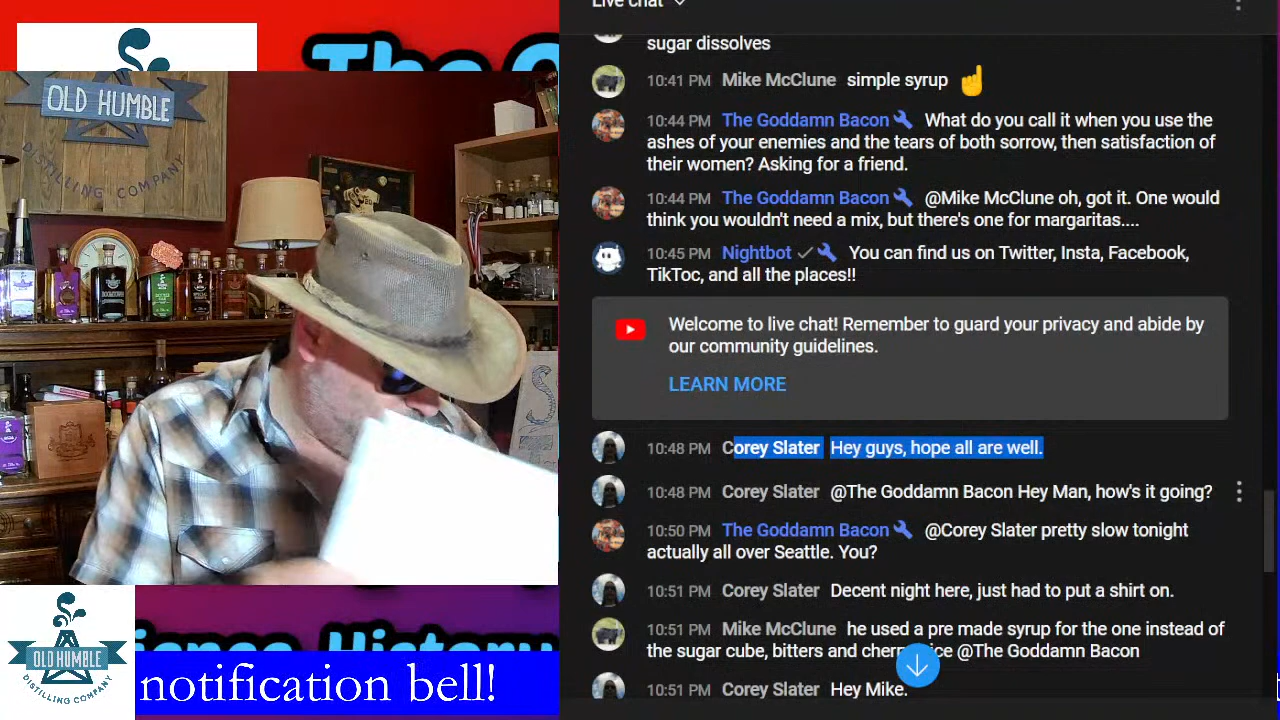 The
OLD HUMBLE
DISTILLING COMPANY
Live chat
sugar dissolves
10:41 PM Mike McClune simple syrup ☝
10:44 PM The Goddamn Bacon What do you call it when you use the
ashes of your enemies and the tears of both sorrow, then satisfaction of
their women? Asking for a friend.
10:44 PM The Goddamn Bacon @Mike McClune oh, got it. One would
think you wouldn't need a mix, but there's one for margaritas....
10:45 PM Nightbot You can find us on Twitter, Insta, Facebook,
TikToc, and all the places!!
Welcome to live chat! Remember to guard your privacy and abide by
our community guidelines.
LEARN MORE
10:48 PM Corey Slater Hey guys, hope all are well.
10:48 PM Corey Slater @The Goddamn Bacon Hey Man, how's it going?
10:50 PM The Goddamn Bacon @Corey Slater pretty slow tonight
actually all over Seattle. You?
10:51 PM Corey Slater Decent night here, just had to put a shirt on.
10:51 PM Mike McClune he used a pre made syrup for the one instead of
the sugar cube, bitters and cherry juice @The Goddamn Bacon
10:51 PM Corey Slater Hey Mike.
History
OLD HUMBLE
DISTILLING COMPANY
notification bell!